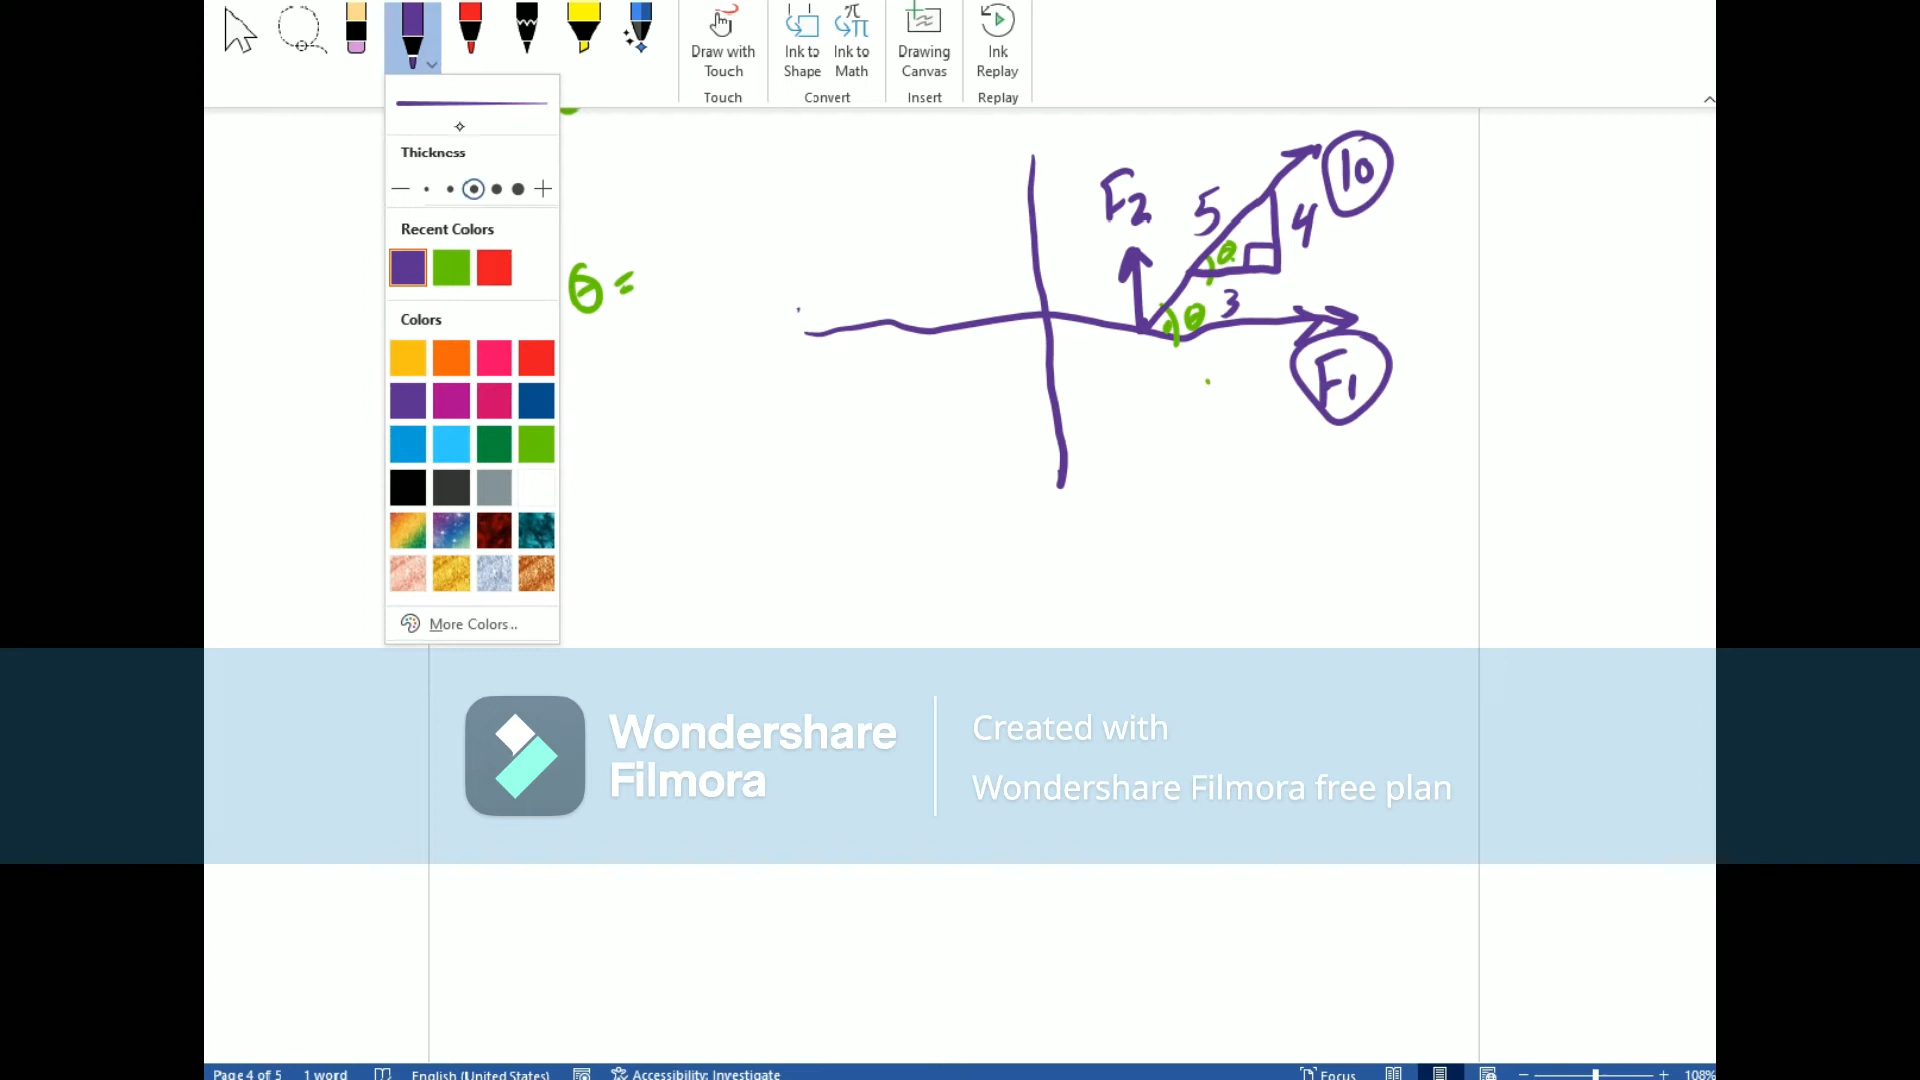 Draw with Touch
Ink to Shape
Ink to Math
Drawing Canvas
Ink Replay
Touch
Convert
Insert
Replay
Thickness
Recent Colors
Colors
More Colors..
θ =
F2
5
4
10
θ
θ
3
F1
Wondershare Filmora
Created with
Wondershare Filmora free plan
Page 4 of 5
1 word
English (United States)
Accessibility: Investigate
Focus
108%